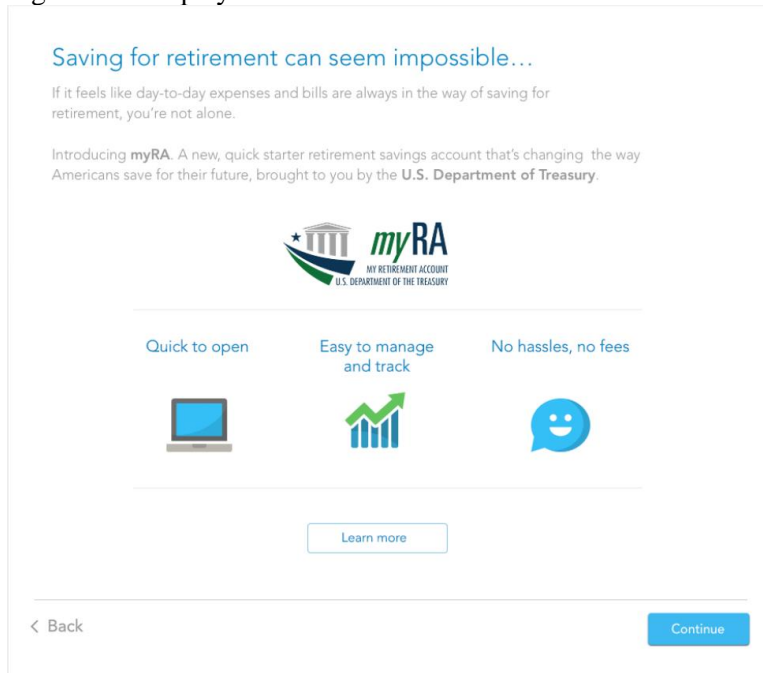 Saving for retirement can seem impossible...
If it feels like day-to-day expenses and bills are always in the way of saving for
retirement, you're not alone.
Introducing myRA. A new, quick starter retirement savings account that's changing the way
Americans save for their future, brought to you by the U.S. Department of Treasury.
myRA
MY RETIREMENT ACCOUNT
U.S. DEPARTMENT OF THE TREASURY
Quick to open
Easy to manage
and track
No hassles, no fees
Learn more
< Back
Continue